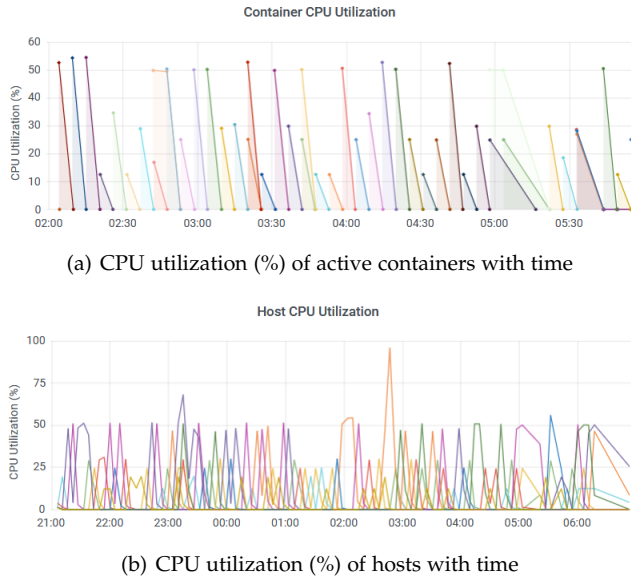 Container CPU Utilization
CPU Utilization (%)
60
50
40
30
20
10
0
02:00 02:30 03:00 03:30 04:00 04:30 05:00 05:30
(a) CPU utilization (%) of active containers with time
Host CPU Utilization
CPU Utilization (%)
100
75
50
25
0
21:00 22:00 23:00 00:00 01:00 02:00 03:00 04:00 05:00 06:00
(b) CPU utilization (%) of hosts with time